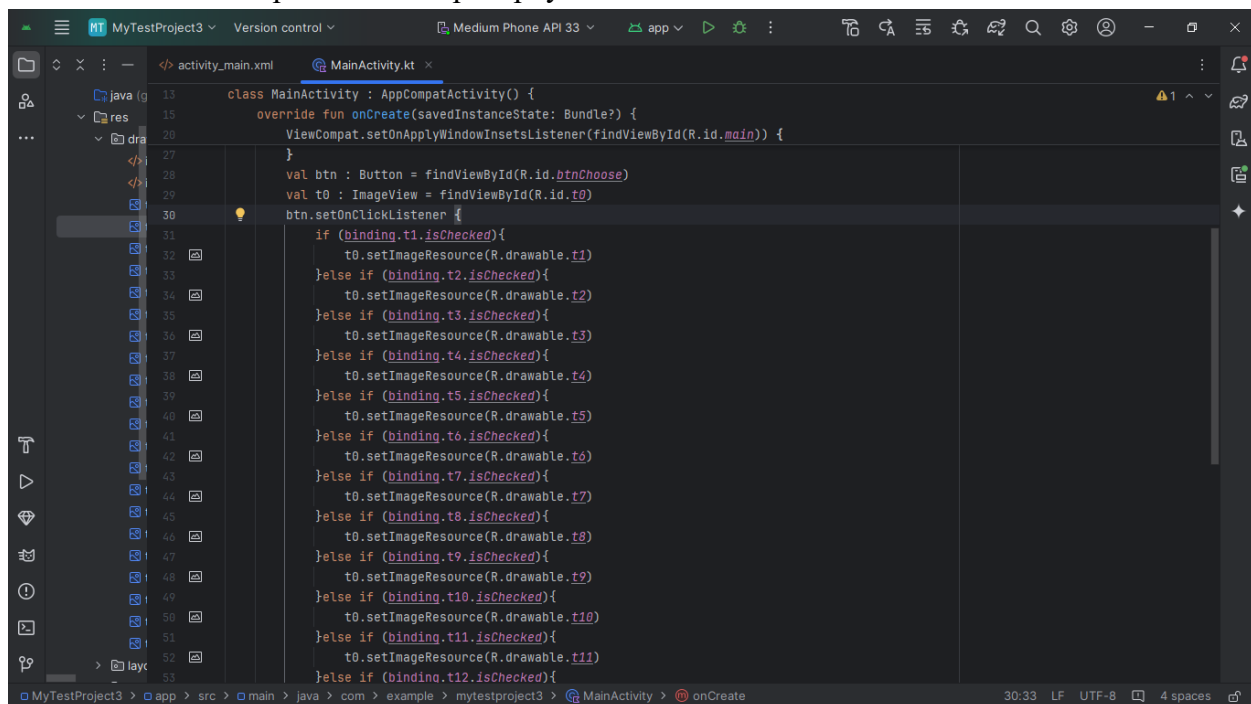 MT MyTestProject3 Version control Medium Phone API 33 app
activity_main.xml MainActivity.kt
java (g
res
dra
layo
13 class MainActivity : AppCompatActivity() {
15 override fun onCreate(savedInstanceState: Bundle?) {
20 ViewCompat.setOnApplyWindowInsetsListener(findViewById(R.id.main)) {
27 }
28 val btn : Button = findViewById(R.id.btnChoose)
29 val t0 : ImageView = findViewById(R.id.t0)
30 btn.setOnClickListener {
31 if (binding.t1.isChecked){
32 t0.setImageResource(R.drawable.t1)
33 }else if (binding.t2.isChecked){
34 t0.setImageResource(R.drawable.t2)
35 }else if (binding.t3.isChecked){
36 t0.setImageResource(R.drawable.t3)
37 }else if (binding.t4.isChecked){
38 t0.setImageResource(R.drawable.t4)
39 }else if (binding.t5.isChecked){
40 t0.setImageResource(R.drawable.t5)
41 }else if (binding.t6.isChecked){
42 t0.setImageResource(R.drawable.t6)
43 }else if (binding.t7.isChecked){
44 t0.setImageResource(R.drawable.t7)
45 }else if (binding.t8.isChecked){
46 t0.setImageResource(R.drawable.t8)
47 }else if (binding.t9.isChecked){
48 t0.setImageResource(R.drawable.t9)
49 }else if (binding.t10.isChecked){
50 t0.setImageResource(R.drawable.t10)
51 }else if (binding.t11.isChecked){
52 t0.setImageResource(R.drawable.t11)
53 }else if (binding.t12.isChecked){
1
MyTestProject3 > app > src > main > java > com > example > mytestproject3 > MainActivity > onCreate 30:33 LF UTF-8 4 spaces